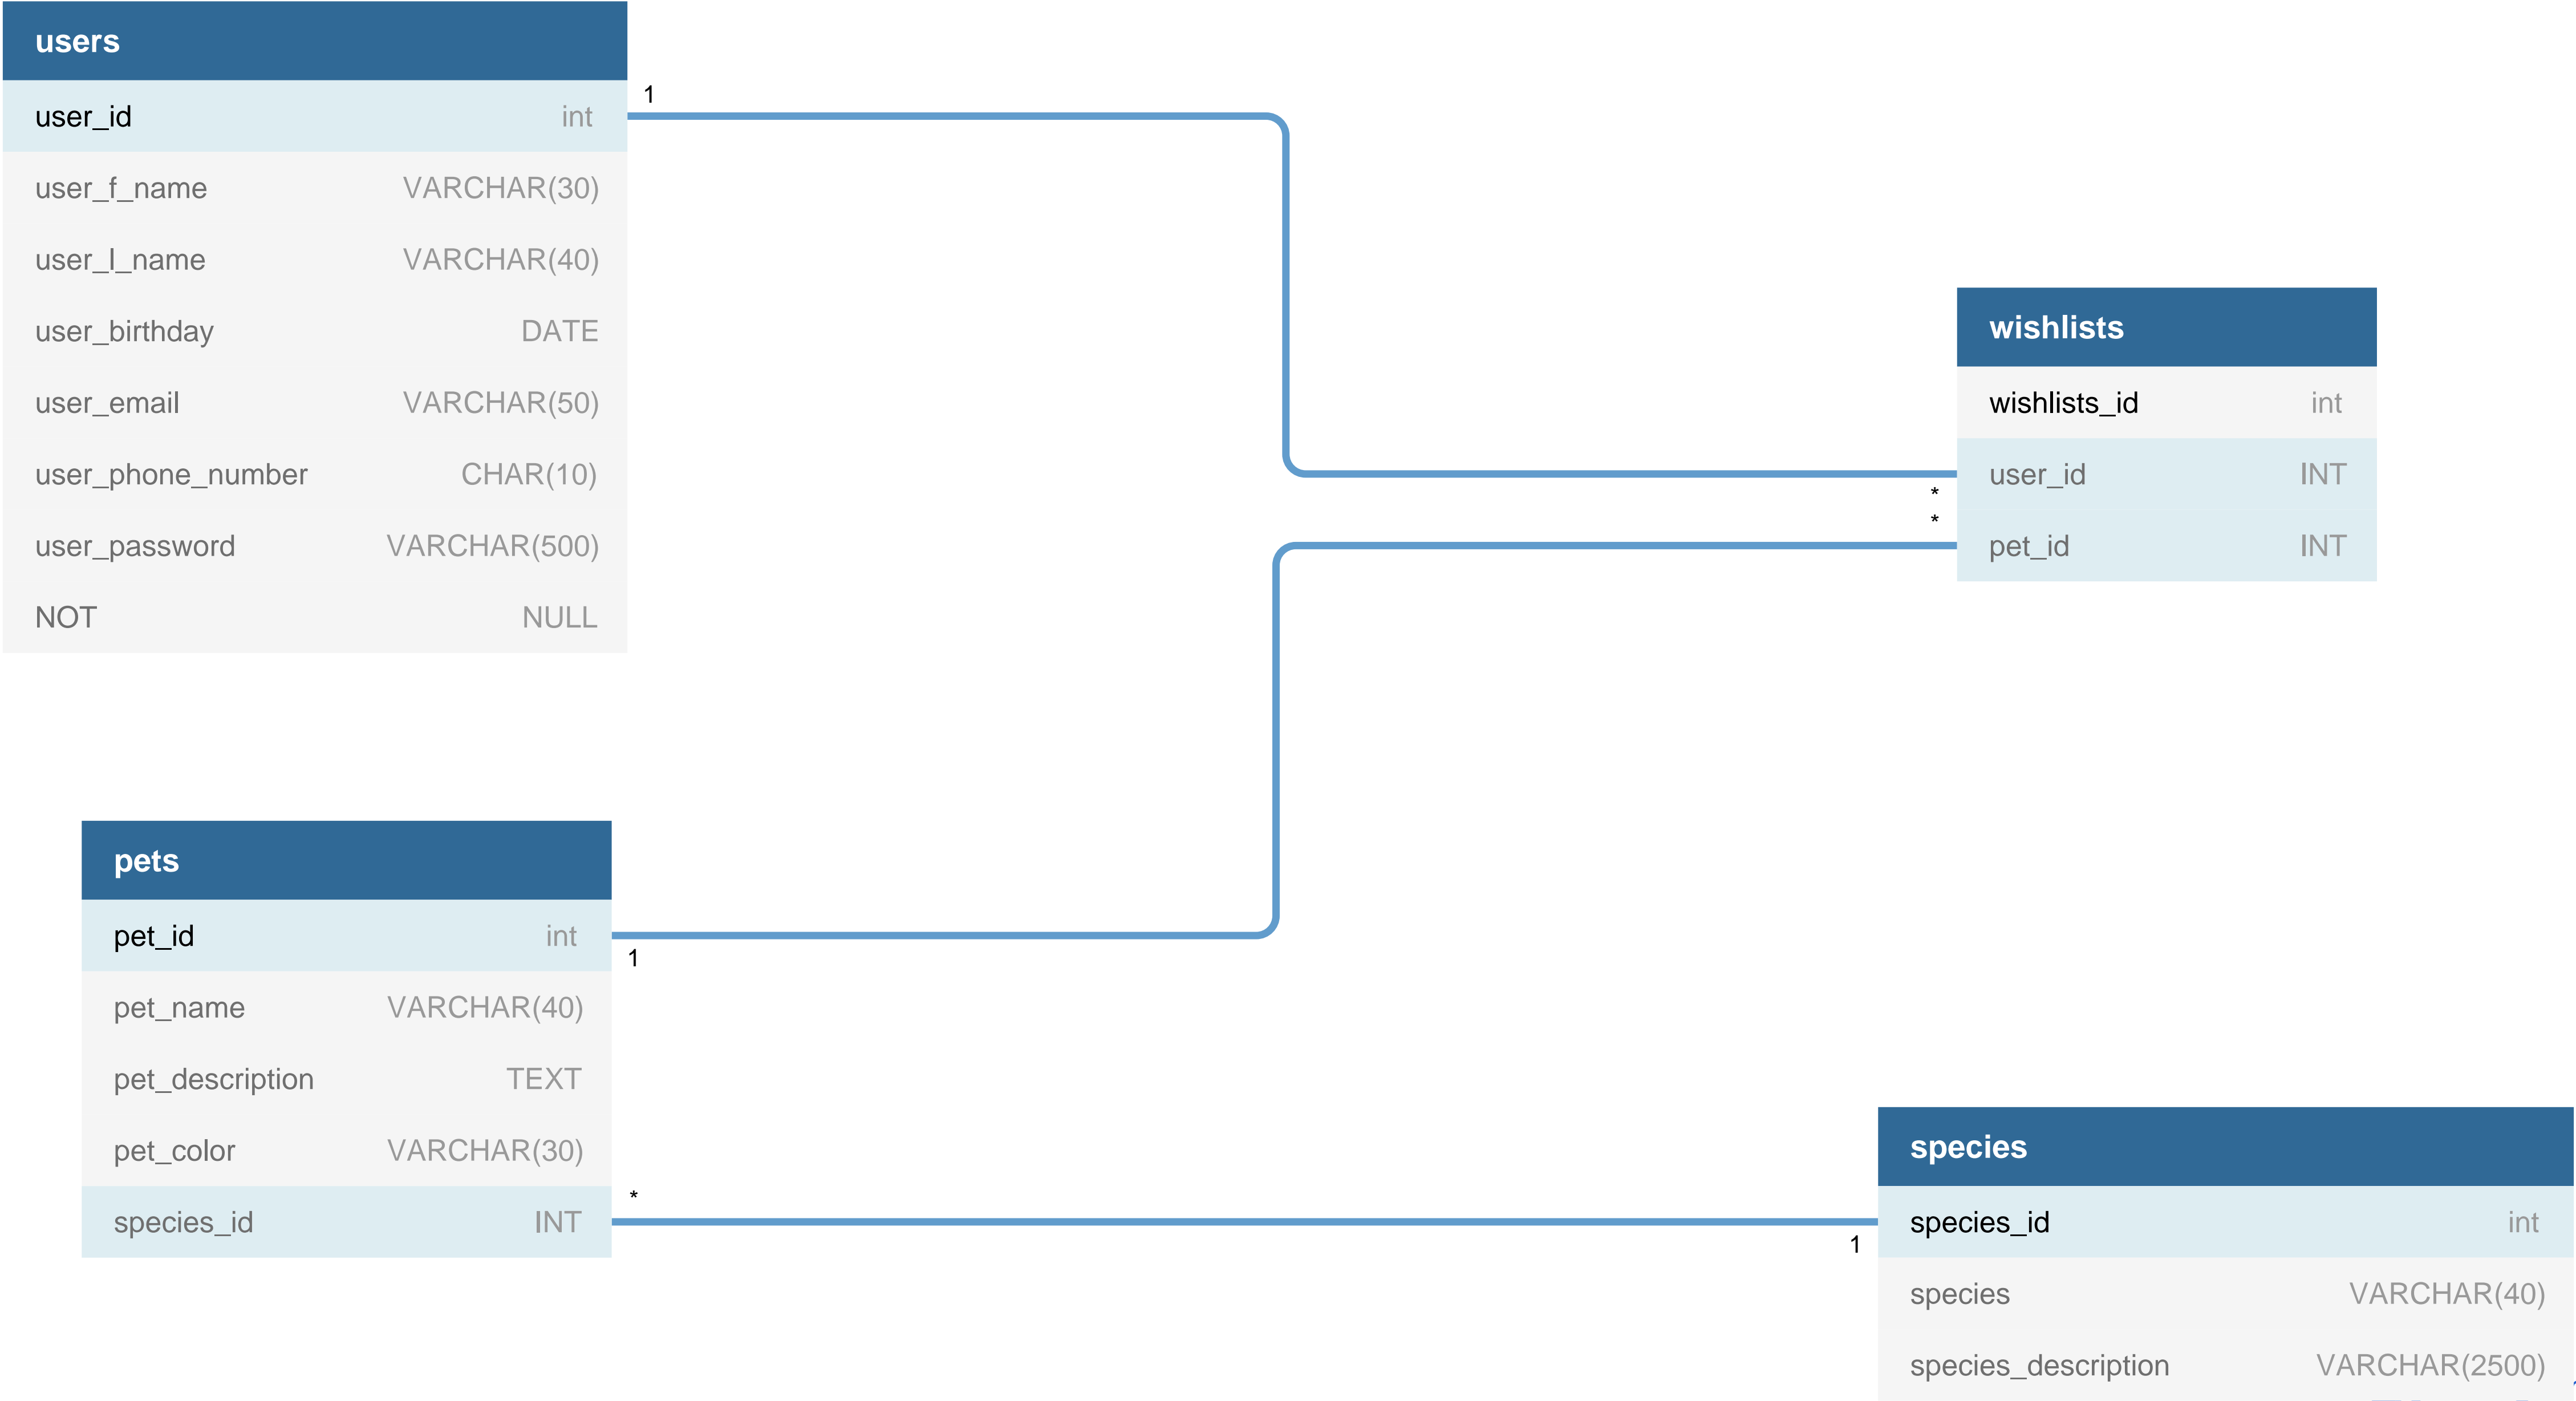 users
user_id int
user_f_name VARCHAR(30)
user_l_name VARCHAR(40)
user_birthday DATE
user_email VARCHAR(50)
user_phone_number CHAR(10)
user_password VARCHAR(500)
NOT NULL
1
wishlists
wishlists_id int
user_id INT
pet_id INT
*
*
pets
pet_id int
pet_name VARCHAR(40)
pet_description TEXT
pet_color VARCHAR(30)
species_id INT
1
*
1
species
species_id int
species VARCHAR(40)
species_description VARCHAR(2500)